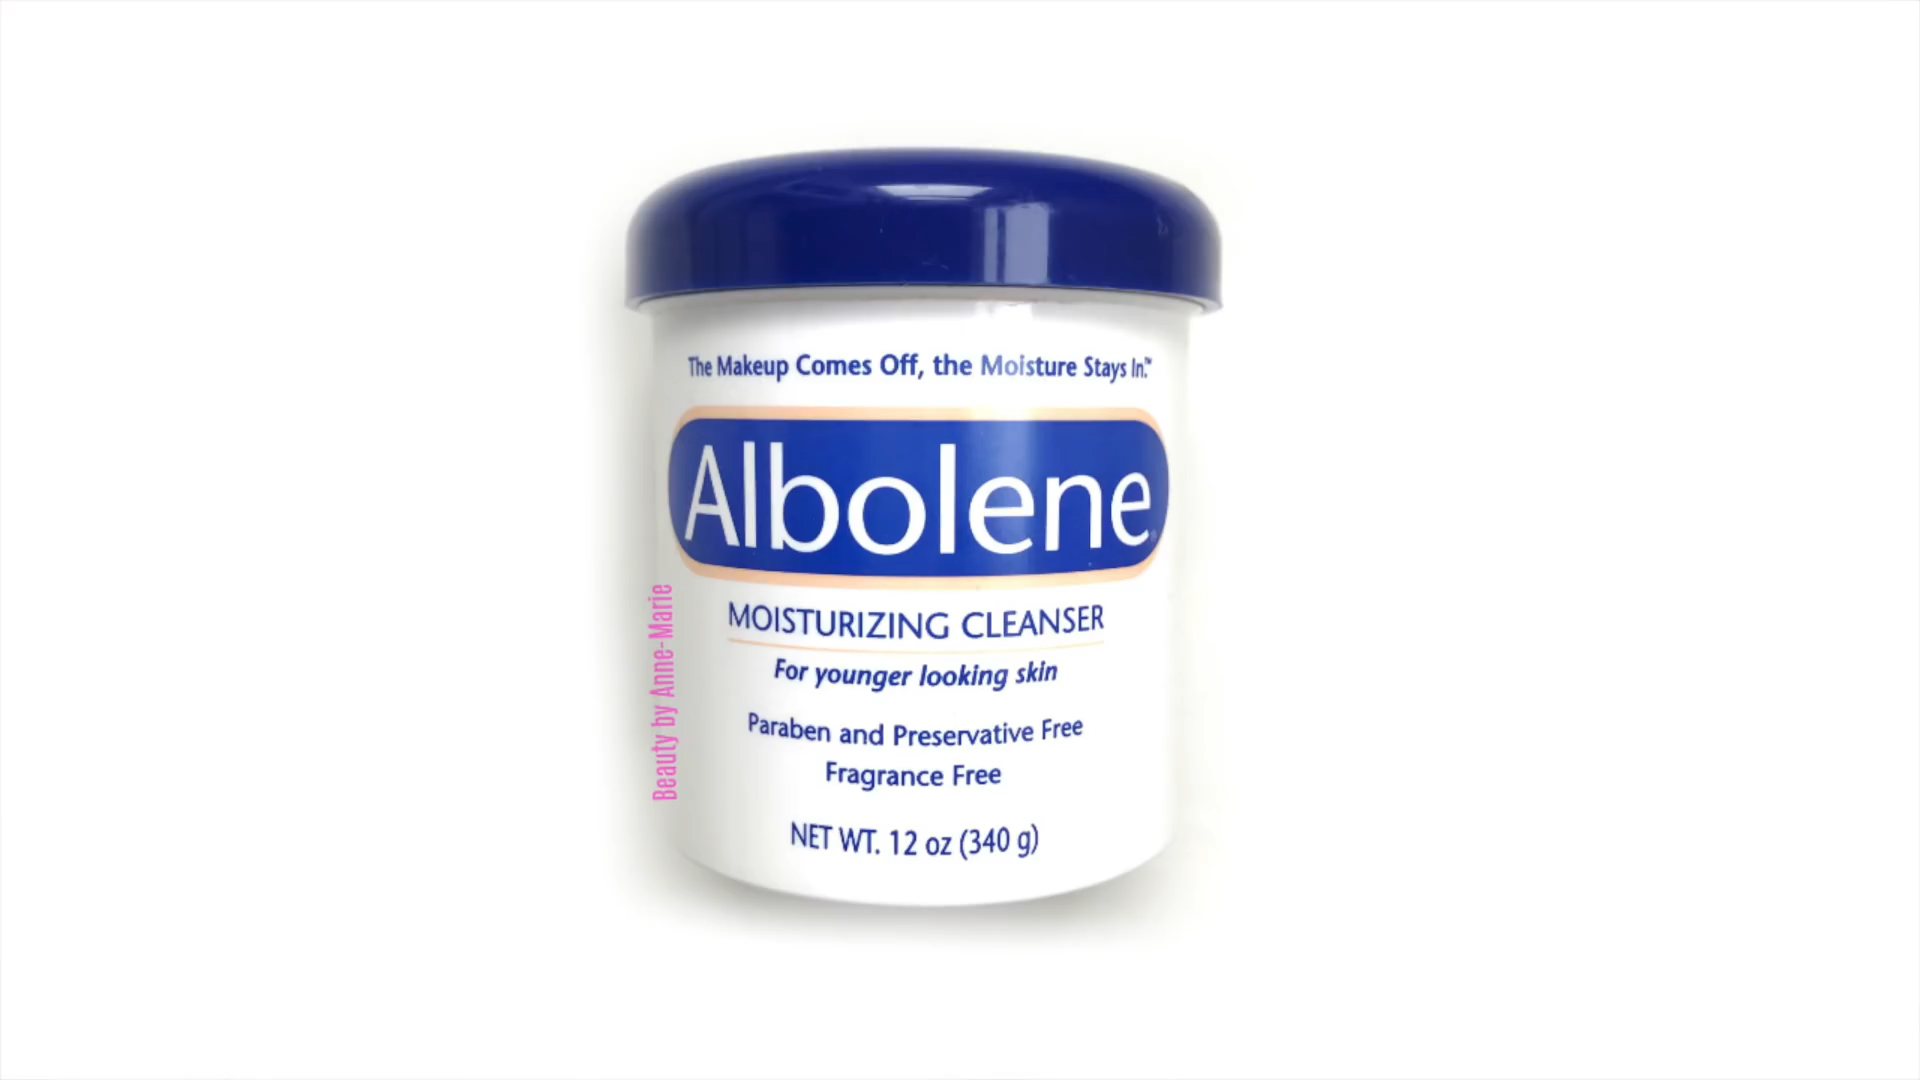 The Makeup Comes Off, the Moisture Stays In.™
Albolene®
MOISTURIZING CLEANSER
For younger looking skin
Paraben and Preservative Free
Fragrance Free
NET WT. 12 oz (340 g)
Beauty by Anne-Marie